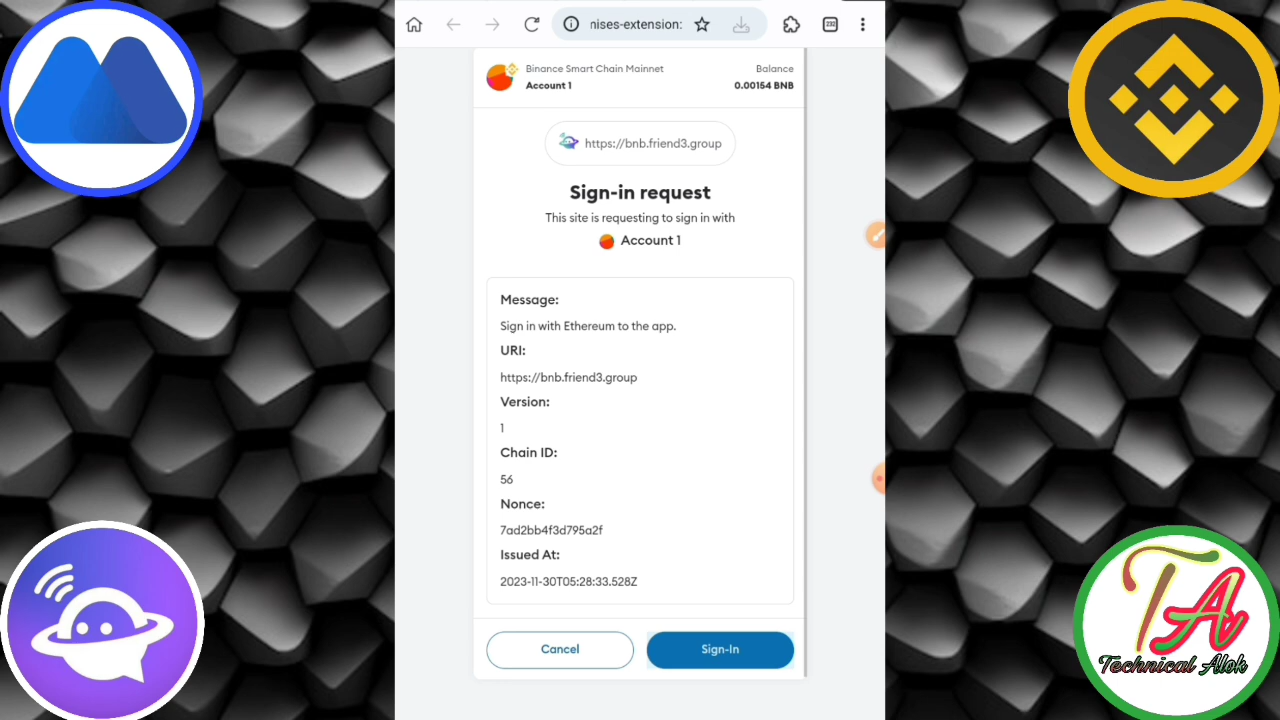 nises-extension:
232
Binance Smart Chain Mainnet
Balance
Account 1
0.00154 BNB
https://bnb.friend3.group
Sign-in request
This site is requesting to sign in with
Account 1
Message:
Sign in with Ethereum to the app.
URI:
https://bnb.friend3.group
Version:
1
Chain ID:
56
Nonce:
7ad2bb4f3d795a2f
Issued At:
2023-11-30T05:28:33.528Z
Cancel
Sign-In
TA
Technical Alok